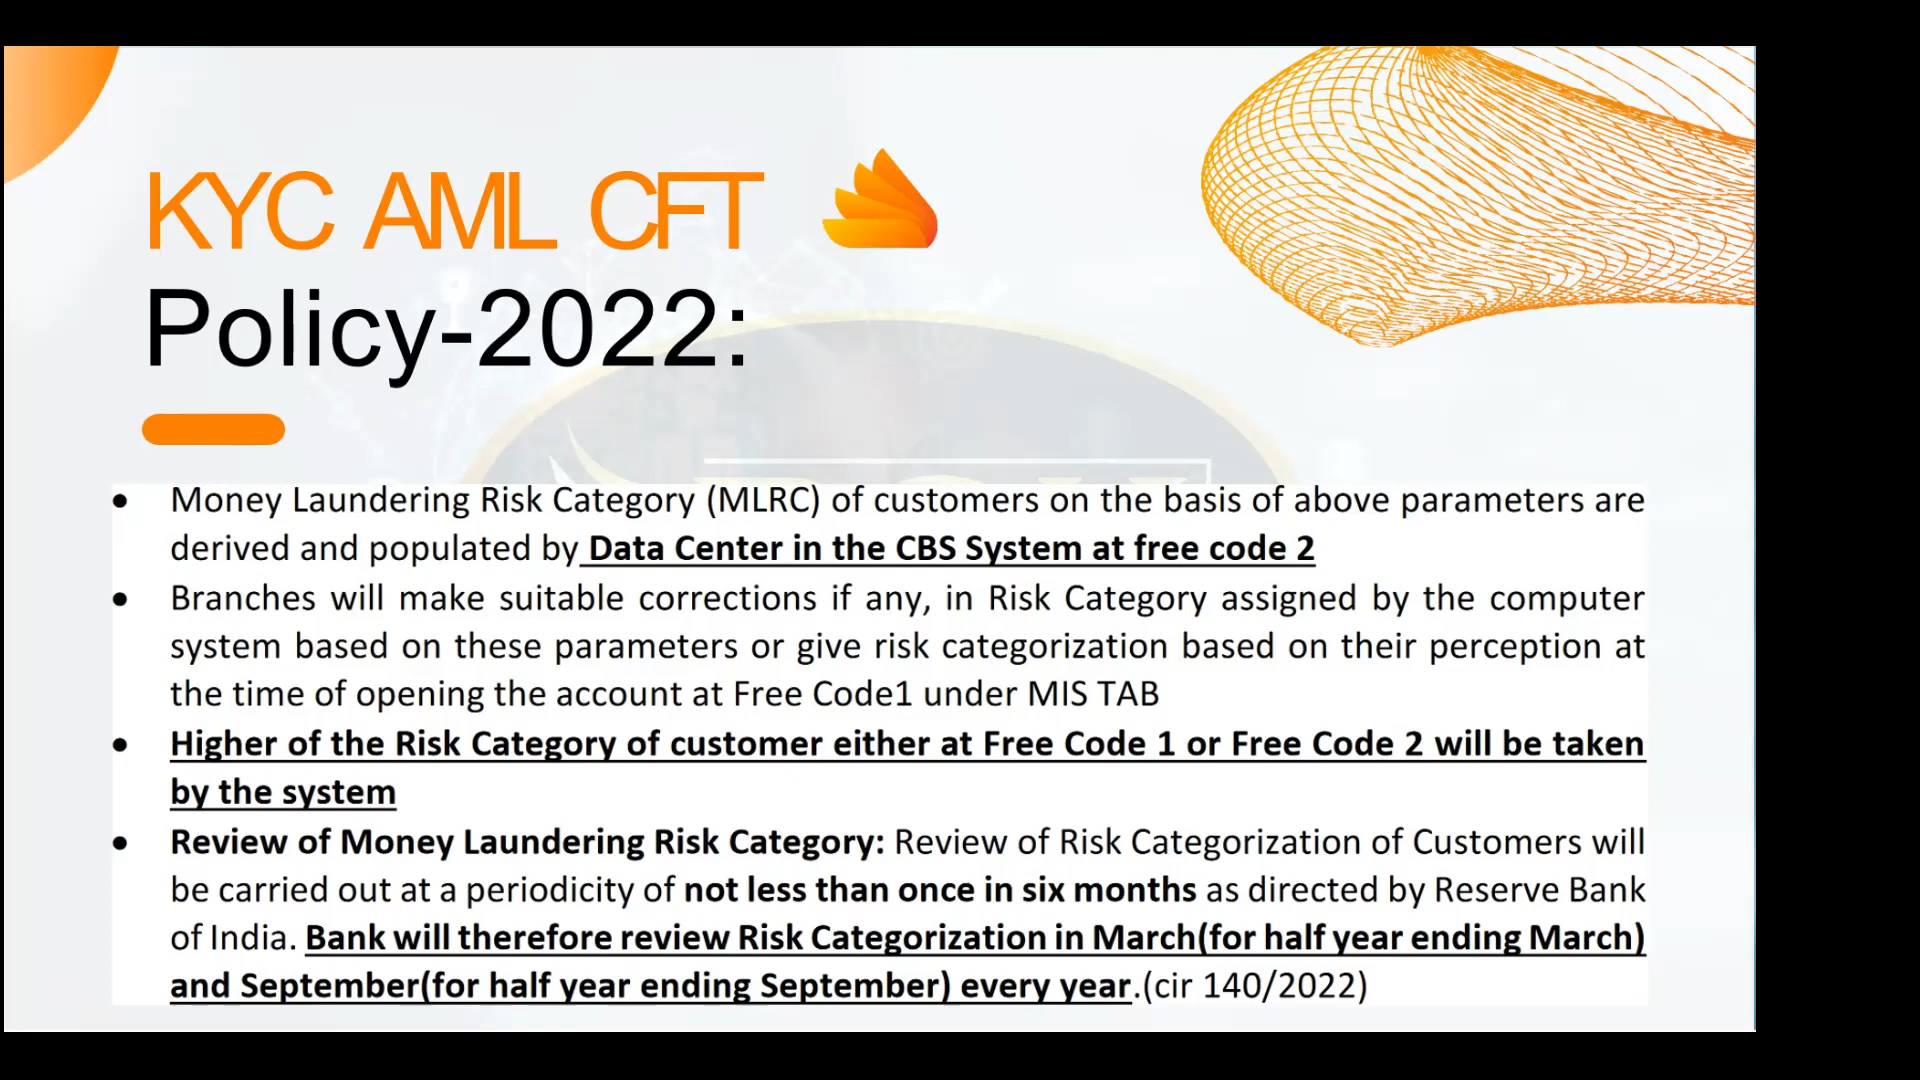 KYC AML CFT
Policy-2022:
• Money Laundering Risk Category (MLRC) of customers on the basis of above parameters are
derived and populated by Data Center in the CBS System at free code 2
• Branches will make suitable corrections if any, in Risk Category assigned by the computer
system based on these parameters or give risk categorization based on their perception at
the time of opening the account at Free Code1 under MIS TAB
• Higher of the Risk Category of customer either at Free Code 1 or Free Code 2 will be taken
by the system
• Review of Money Laundering Risk Category: Review of Risk Categorization of Customers will
be carried out at a periodicity of not less than once in six months as directed by Reserve Bank
of India. Bank will therefore review Risk Categorization in March(for half year ending March)
and September(for half year ending September) every year.(cir 140/2022)